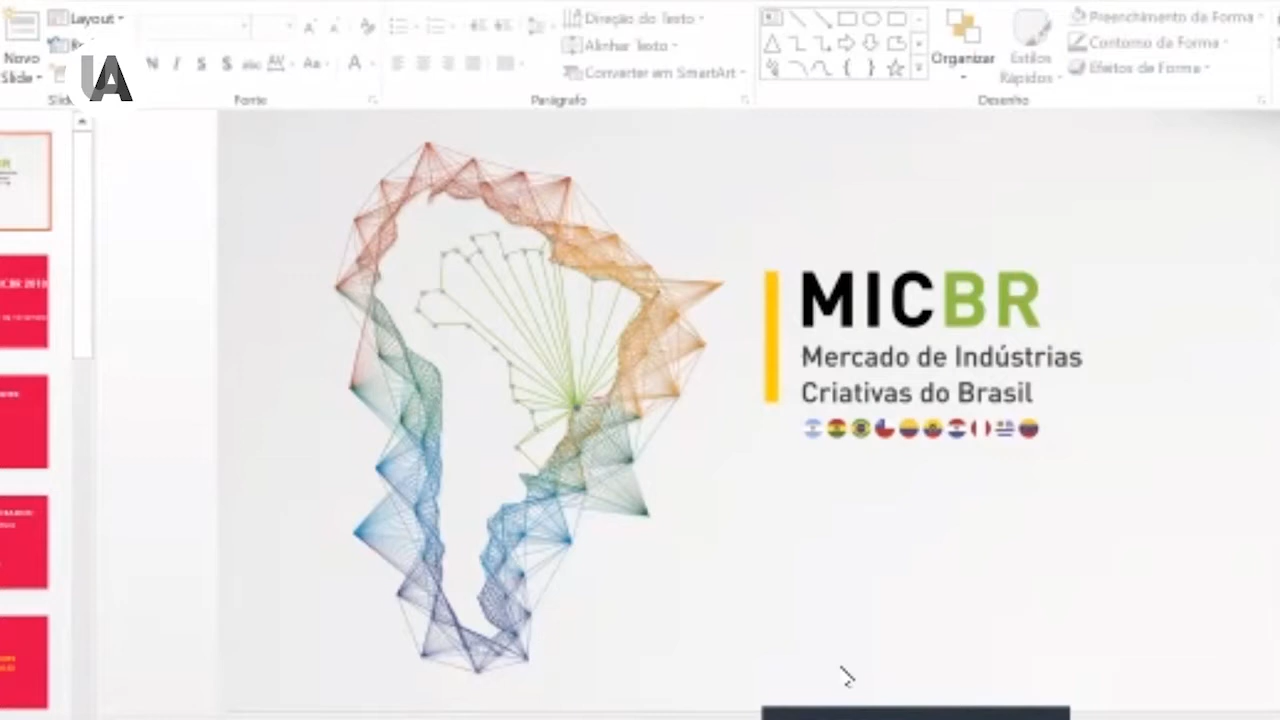 Layout
Direção do Texto
Novo
Alinhar Texto
Slide
Converter em SmartArt
Organizar
Estilos
Rápidos
Preenchimento da Forma
Contorno da Forma
Efeitos de Forma
Fonte
Parágrafo
Desenho
UA
MICBR
Mercado de Indústrias
Criativas do Brasil